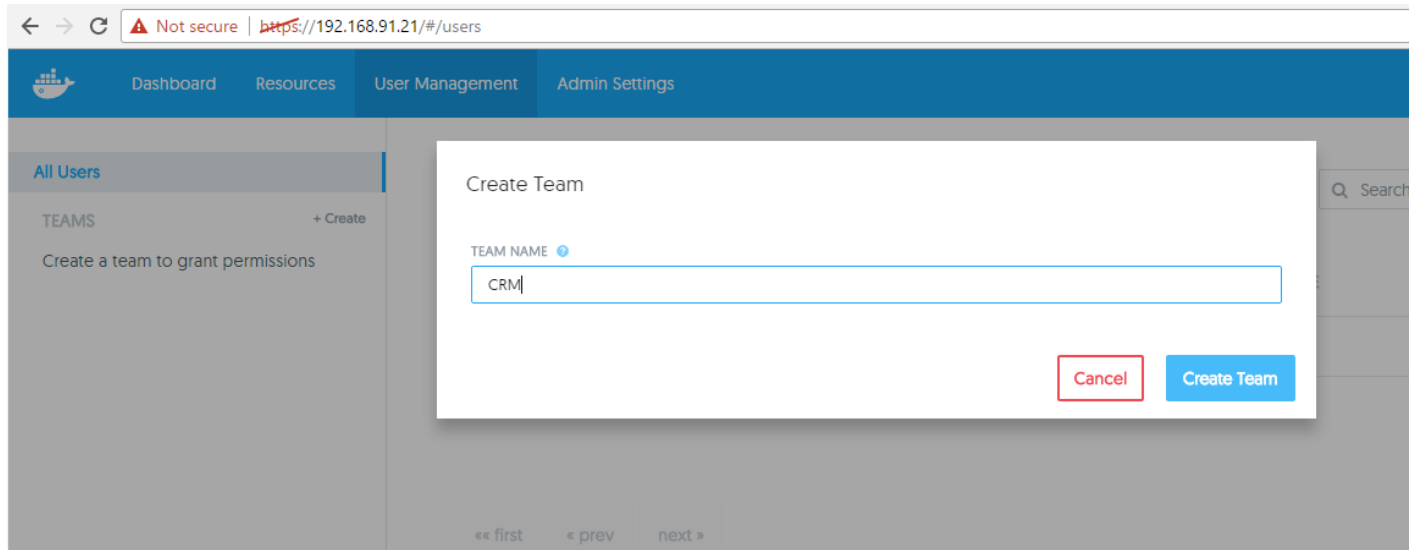 Not secure | https://192.168.91.21/#/users
Dashboard Resources User Management Admin Settings
All Users
TEAMS + Create
Create a team to grant permissions
Create Team
Search
TEAM NAME
CRM
Cancel Create Team
«« first « prev next »